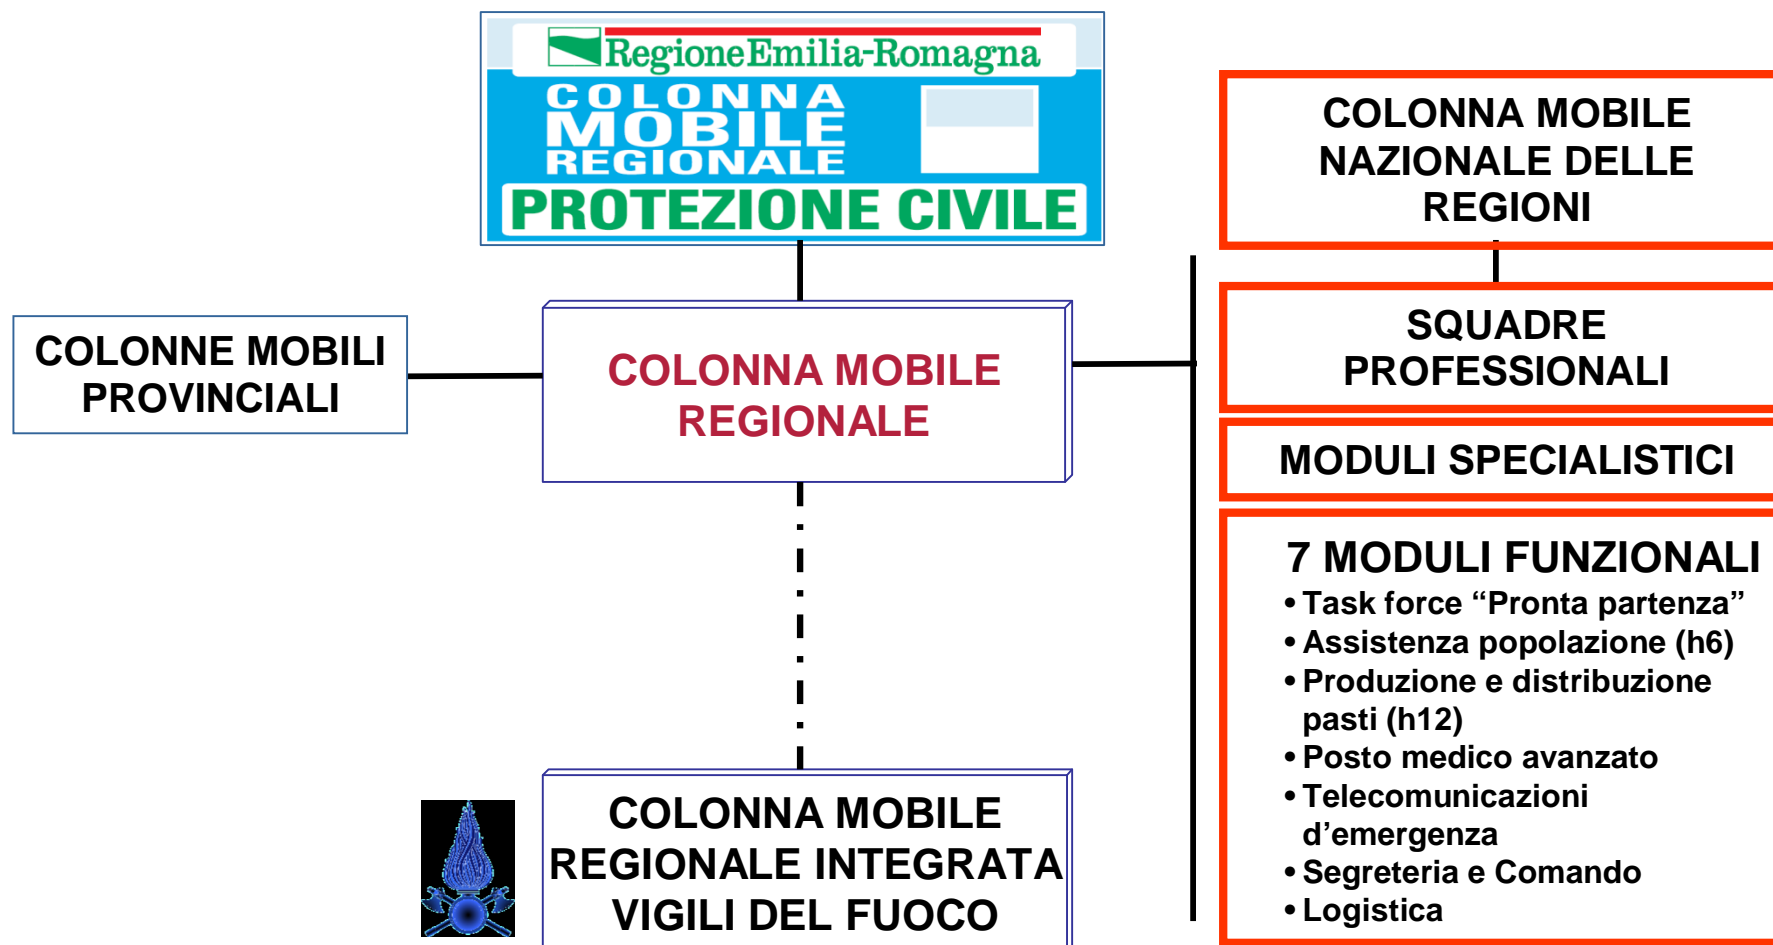 RegioneEmilia-Romagna
COLONNA
MOBILE
REGIONALE
PROTEZIONE CIVILE
COLONNE MOBILI
PROVINCIALI
COLONNA MOBILE
REGIONALE
COLONNA MOBILE
REGIONALE INTEGRATA
VIGILI DEL FUOCO
COLONNA MOBILE
NAZIONALE DELLE
REGIONI
SQUADRE
PROFESSIONALI
MODULI SPECIALISTICI
7 MODULI FUNZIONALI
• Task force “Pronta partenza”
• Assistenza popolazione (h6)
• Produzione e distribuzione
pasti (h12)
• Posto medico avanzato
• Telecomunicazioni
d’emergenza
• Segreteria e Comando
• Logistica